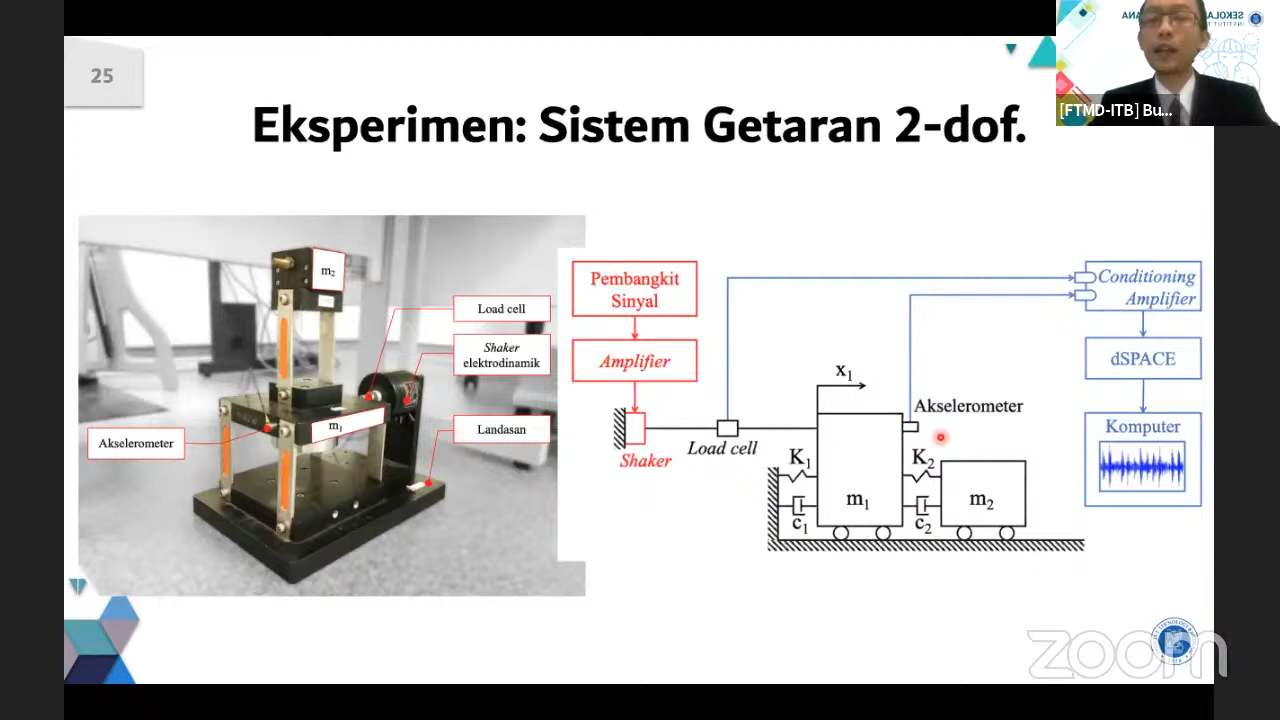 25
Eksperimen: Sistem Getaran 2-dof.
[FTMD-ITB] Bu...
m₂
Load cell
Shaker
elektrodinamik
m₁
Akselerometer
Landasan
Pembangkit
Sinyal
Amplifier
Shaker
Load cell
x₁
Akselerometer
K₁
K₂
m₁
m₂
c₁
c₂
Conditioning
Amplifier
dSPACE
Komputer
zoom